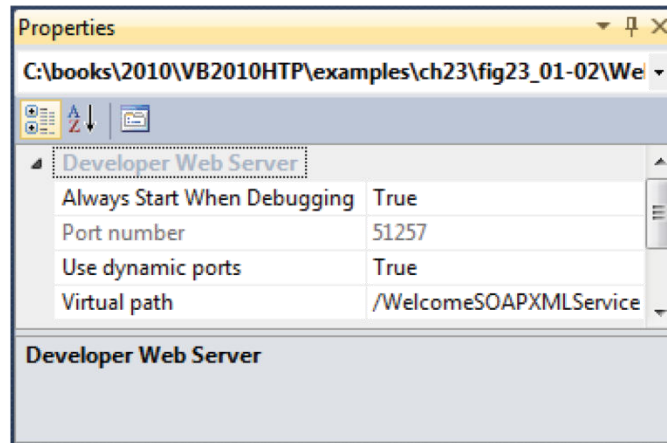 Properties
C:\books\2010\VB2010HTP\examples\ch23\fig23_01-02\We
Developer Web Server
Always Start When Debugging True
Port number 51257
Use dynamic ports True
Virtual path /WelcomeSOAPXMLService
Developer Web Server